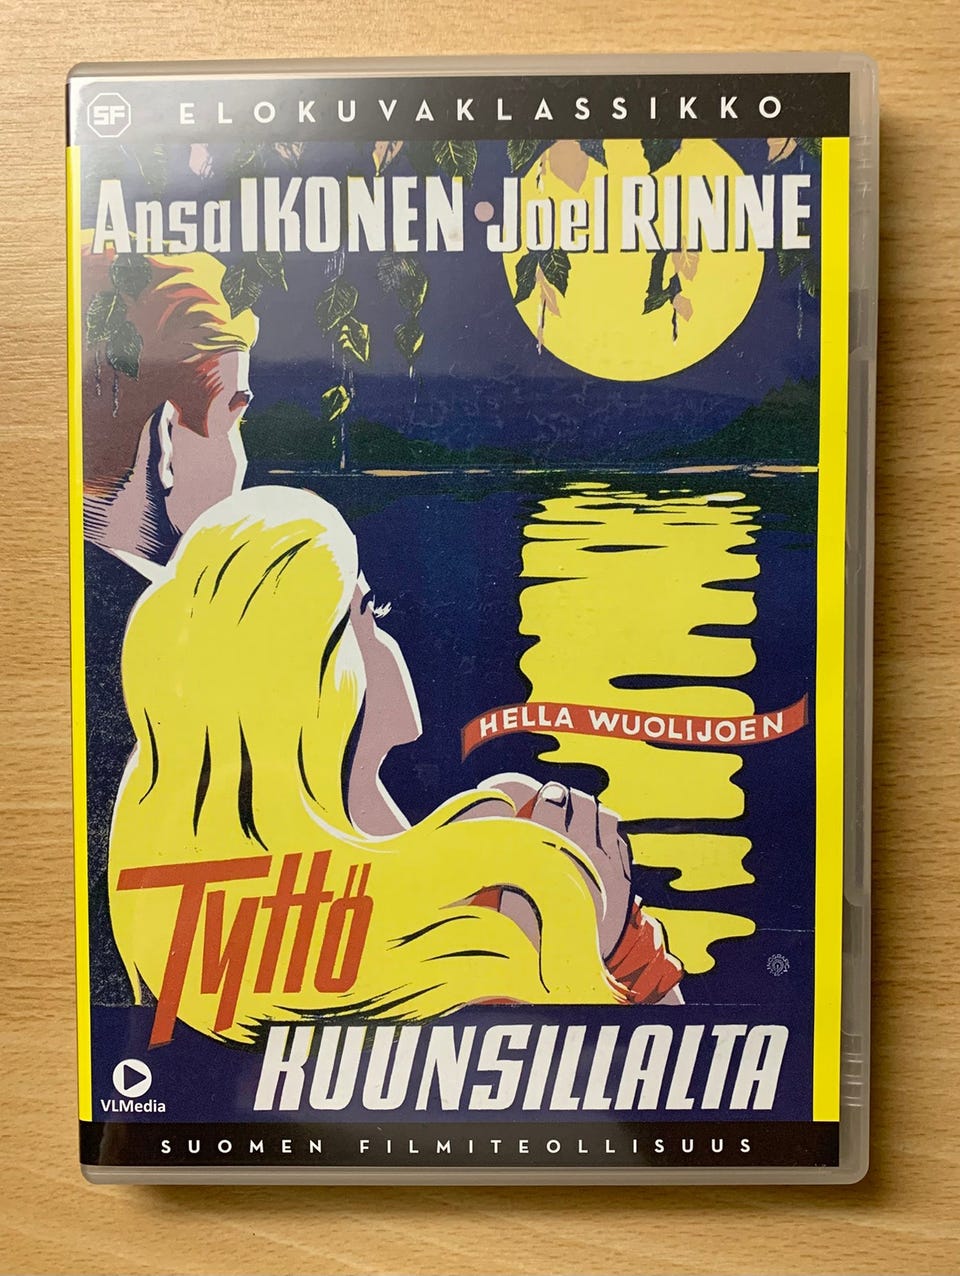 SF ELOKUVAKLASSIKKO
Ansa IKONEN • Joel RINNE
HELLA WUOLIJOEN
Tyttö
KUUNSILLALTA
VLMedia
SUOMEN FILMITEOLLISUUS